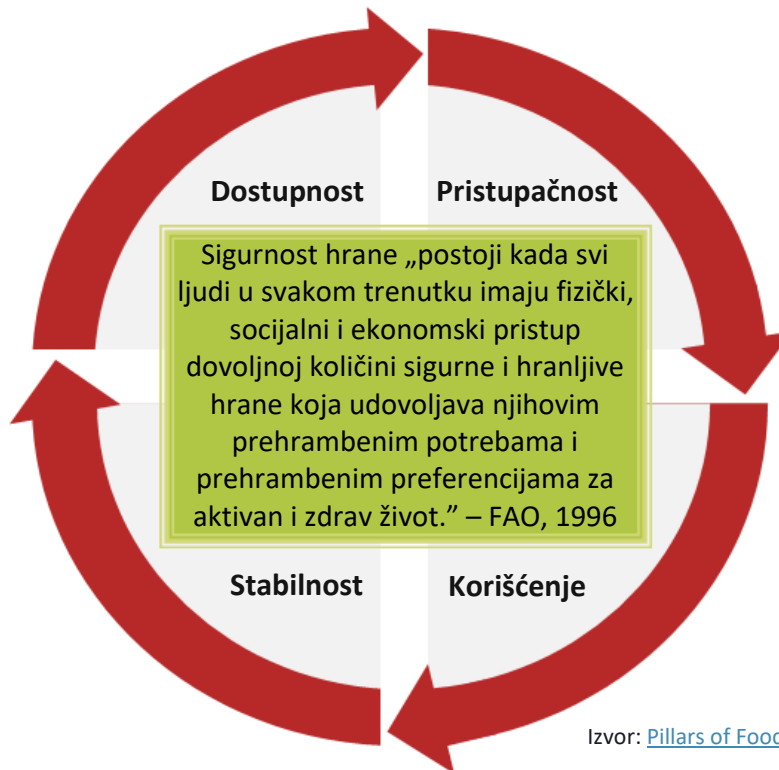 Dostupnost
Pristupačnost
Sigurnost hrane „postoji kada svi
ljudi u svakom trenutku imaju fizički,
socijalni i ekonomski pristup
dovoljnoj količini sigurne i hranljive
hrane koja udovoljava njihovim
prehrambenim potrebama i
prehrambenim preferencijama za
aktivan i zdrav život.” – FAO, 1996
Stabilnost
Korišćenje
Izvor: Pillars of Food